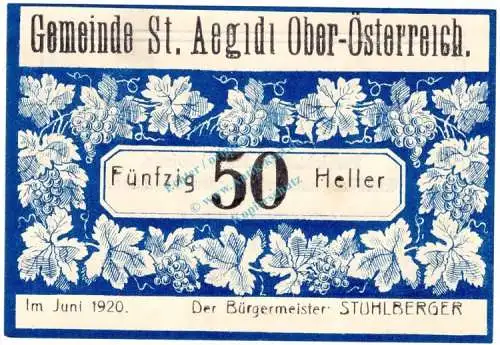 Gemeinde St. Aegidi Ober-Österreich.
Fünfzig 50 Heller
Im Juni 1920. Der Bürgermeister: STUHLBERGER